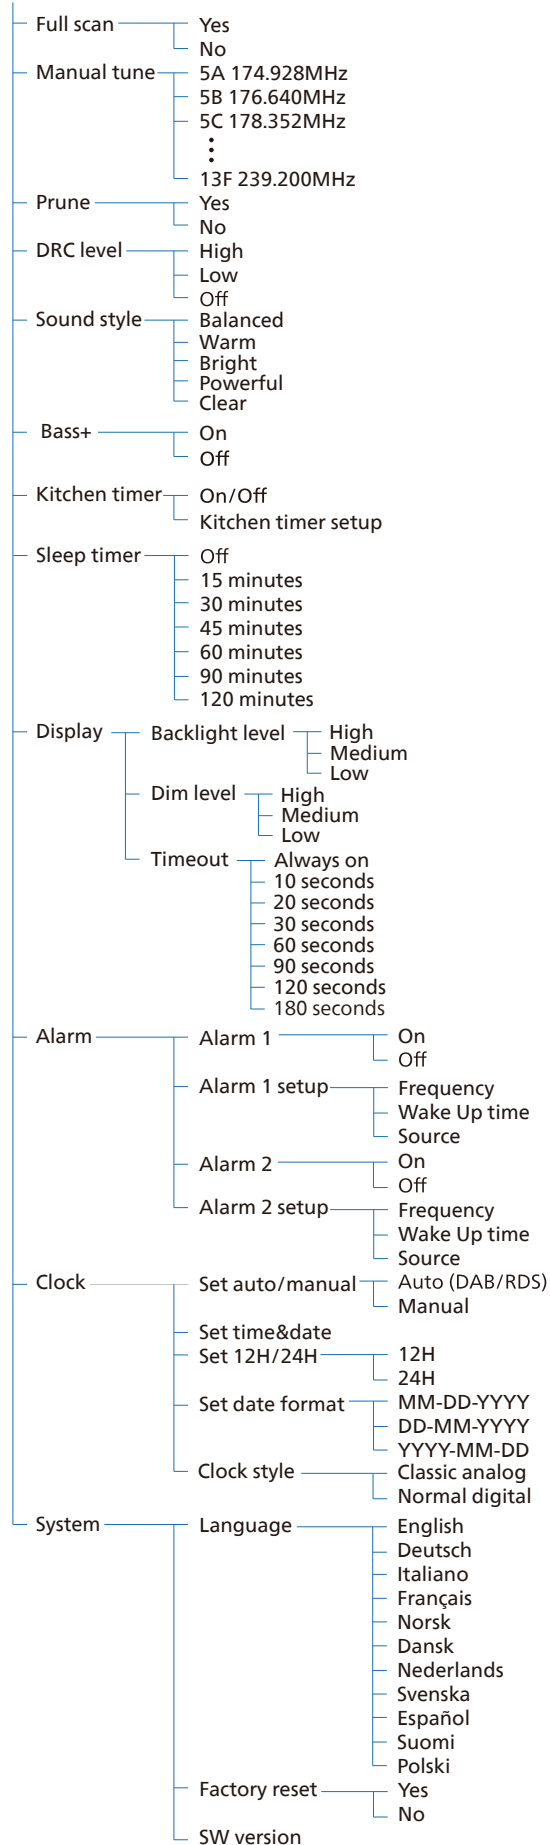 Full scan Yes
No
Manual tune 5A 174.928MHz
5B 176.640MHz
5C 178.352MHz
⋮
13F 239.200MHz
Prune Yes
No
DRC level High
Low
Off
Sound style Balanced
Warm
Bright
Powerful
Clear
Bass+ On
Off
Kitchen timer On/Off
Kitchen timer setup
Sleep timer Off
15 minutes
30 minutes
45 minutes
60 minutes
90 minutes
120 minutes
Display Backlight level High
Medium
Low
Dim level High
Medium
Low
Timeout Always on
10 seconds
20 seconds
30 seconds
60 seconds
90 seconds
120 seconds
180 seconds
Alarm Alarm 1 On
Off
Alarm 1 setup Frequency
Wake Up time
Source
Alarm 2 On
Off
Alarm 2 setup Frequency
Wake Up time
Source
Clock Set auto/manual Auto (DAB/RDS)
Manual
Set time&date
Set 12H/24H 12H
24H
Set date format MM-DD-YYYY
DD-MM-YYYY
YYYY-MM-DD
Clock style Classic analog
Normal digital
System Language English
Deutsch
Italiano
Français
Norsk
Dansk
Nederlands
Svenska
Español
Suomi
Polski
Factory reset Yes
No
SW version